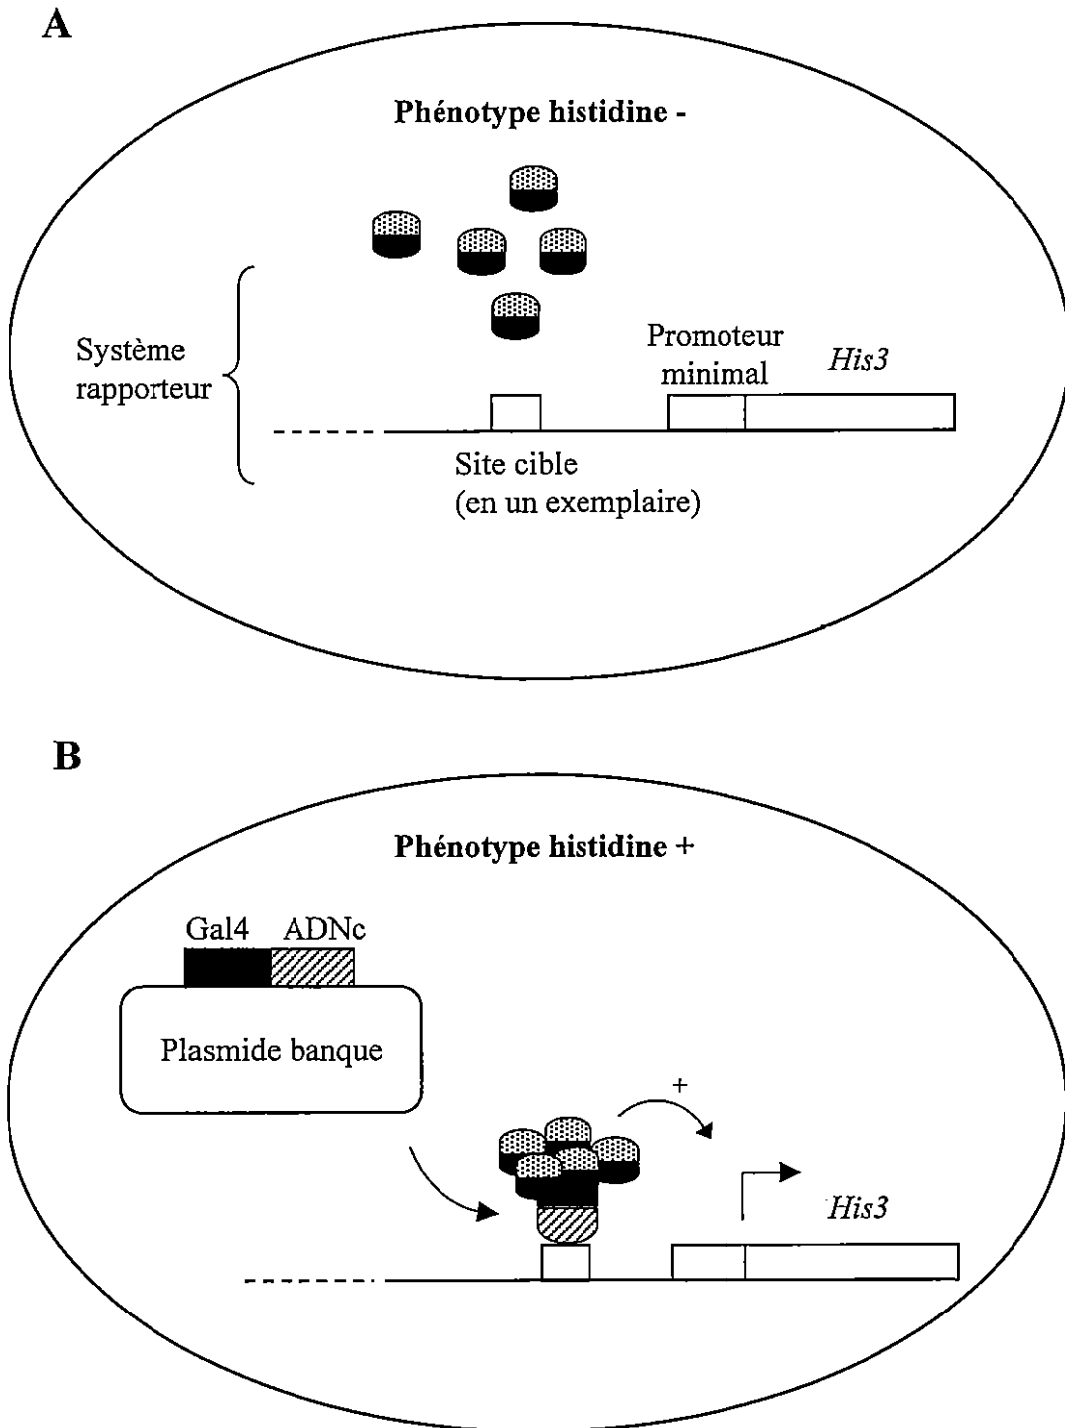 A
Phénotype histidine -
Système
rapporteur
Promoteur
minimal
His3
Site cible
(en un exemplaire)
B
Phénotype histidine +
Gal4
ADNc
Plasmide banque
+
His3